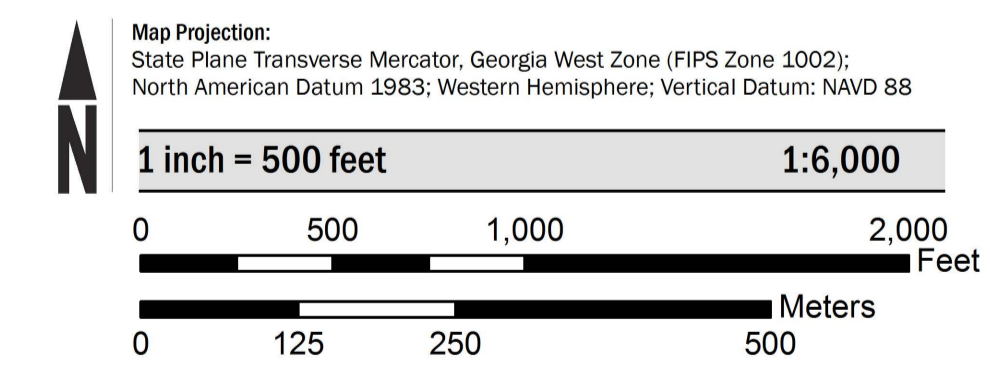 Map Projection:
State Plane Transverse Mercator, Georgia West Zone (FIPS Zone 1002);
North American Datum 1983; Western Hemisphere; Vertical Datum: NAVD 88
N
1 inch = 500 feet 1:6,000
0 500 1,000 2,000
Feet
Meters
0 125 250 500